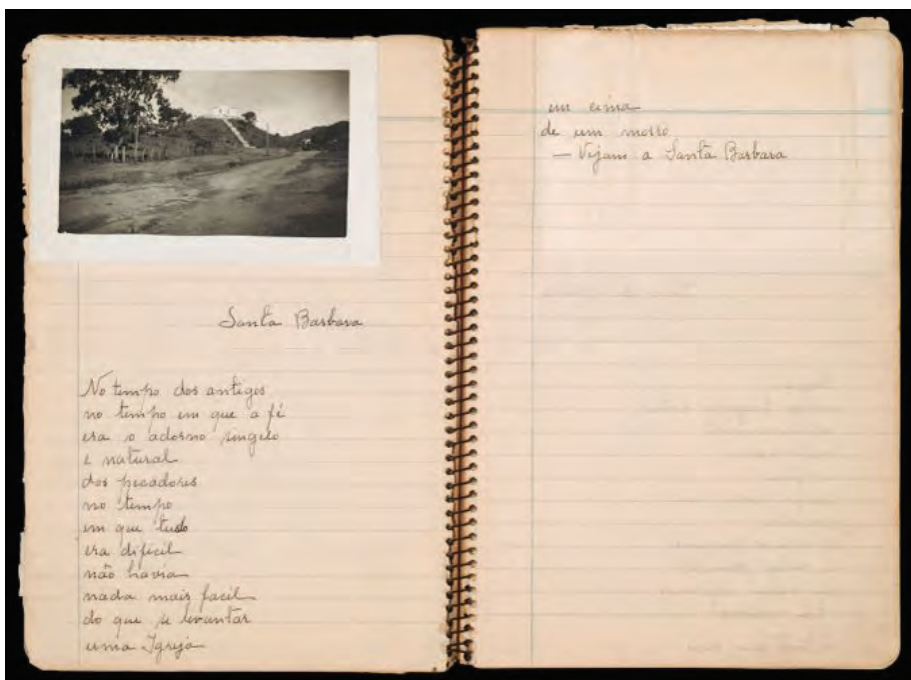 Santa Barbara
No tempo dos antigos
no tempo em que a fé
era o adorno singelo
e natural
dos pecadores
no tempo
em que tudo
era dificil
não havia
nada mais facil
do que se levantar
uma Igreja
em cima
de um morro
— Vejam a Santa Barbara